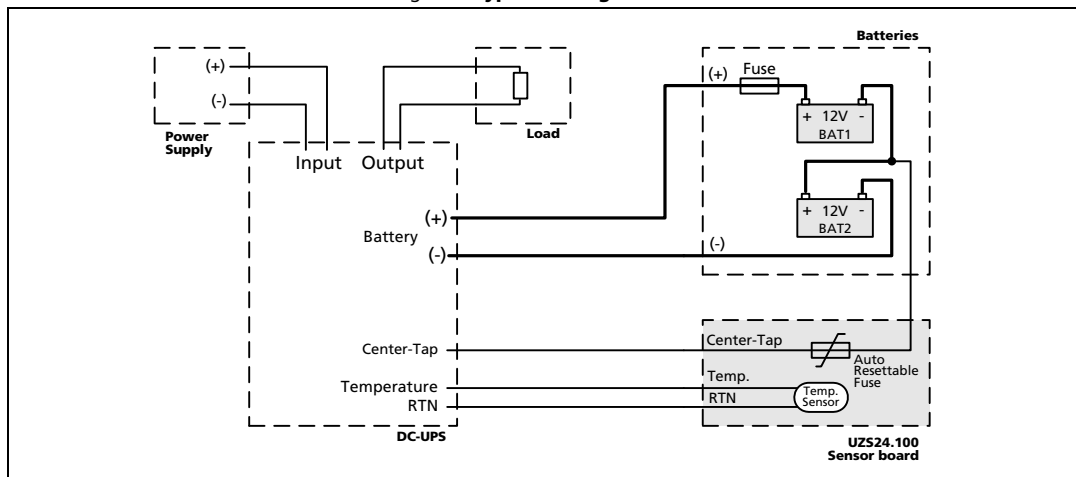 Batteries
Power
Supply
(+)
(-)
Load
Input
Output
Battery
(+)
(-)
Center-Tap
Temperature
RTN
DC-UPS
(+)
Fuse
+ 12V -
BAT1
+ 12V -
BAT2
(-)
Center-Tap
Auto
Resettable
Fuse
Temp.
RTN
Temp.
Sensor
UZS24.100
Sensor board